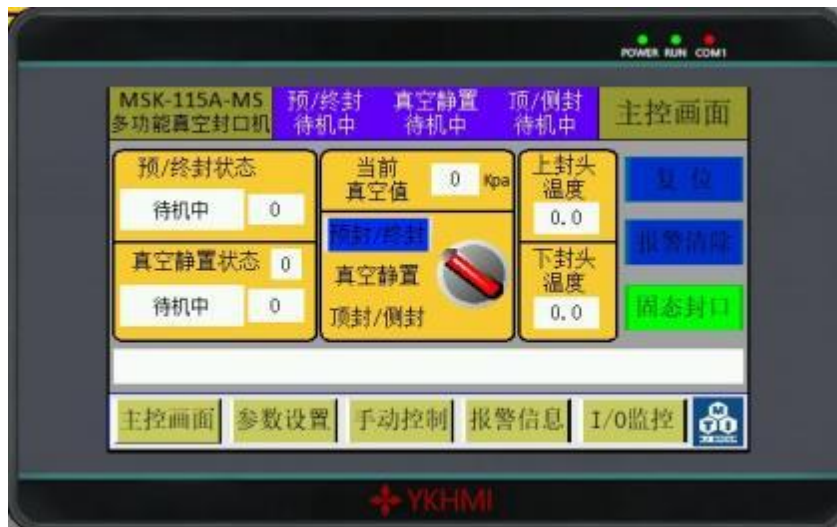 POWER RUN COM1
MSK-115A-MS
多功能真空封口机
预/终封
待机中
真空静置
待机中
顶/侧封
待机中
主控画面
预/终封状态
待机中 0
真空静置状态 0
待机中 0
当前
真空值
0 Kpa
预封/终封
真空静置
顶封/侧封
上封头
温度
0.0
下封头
温度
0.0
复位
报警清除
固态封口
主控画面 参数设置 手动控制 报警信息 I/O监控
MTI
YKHMI